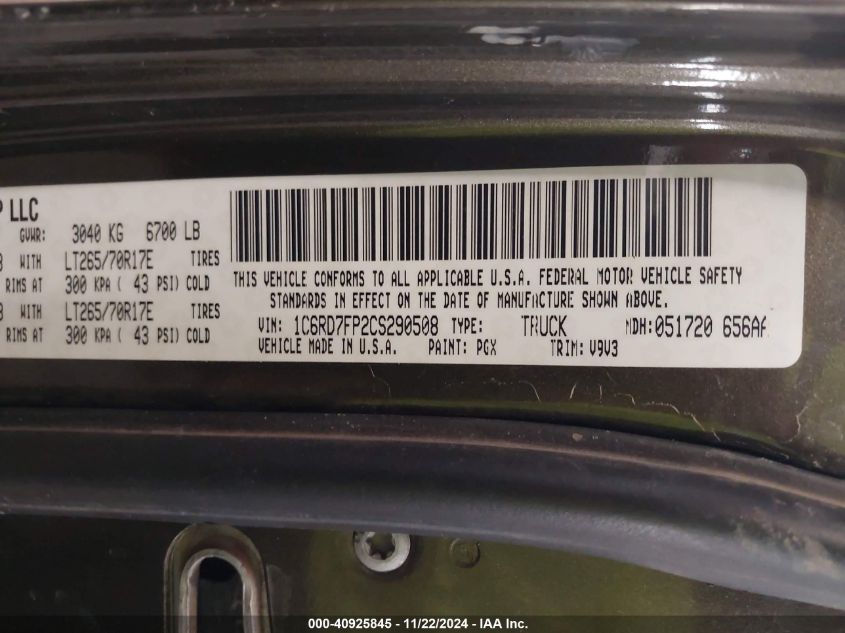 P LLC
GVWR: 3040 KG 6700 LB
WITH LT265/70R17E TIRES
RIMS AT 300 KPA ( 43 PSI) COLD
WITH LT265/70R17E TIRES
RIMS AT 300 KPA ( 43 PSI) COLD
THIS VEHICLE CONFORMS TO ALL APPLICABLE U.S.A. FEDERAL MOTOR VEHICLE SAFETY
STANDARDS IN EFFECT ON THE DATE OF MANUFACTURE SHOWN ABOVE.
VIN: 1C6RD7FP2CS290508 TYPE: TRUCK MDH: 051720 656AA
VEHICLE MADE IN U.S.A. PAINT: PGX TRIM: V9V3
000-40925845 - 11/22/2024 - IAA Inc.